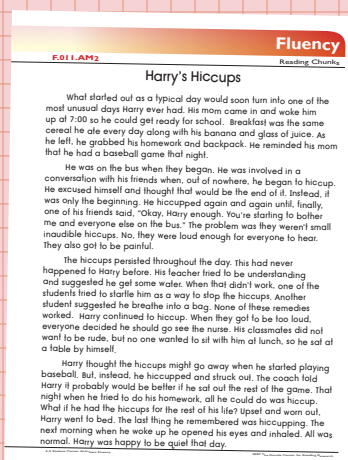 Fluency
Reading Chunks
F.011.AM2
Harry's Hiccups
What started out as a typical day would soon turn into one of the
most unusual days Harry ever had. His mom came in and woke him
up at 7:00 so he could get ready for school. Breakfast was the same
cereal he ate every day along with his banana and glass of juice. As
he left, he grabbed his homework and backpack. He reminded his mom
that he had a baseball game that night.
He was on the bus when they began. He was involved in a
conversation with his friends when, out of nowhere, he began to hiccup.
He excused himself and thought that would be the end of it. Instead, it
was only the beginning. He hiccupped again and again until, finally,
one of his friends said, "Okay, Harry enough. You're starting to bother
me and everyone else on the bus." The problem was they weren't small
inaudible hiccups. No, they were loud enough for everyone to hear.
They also got to be painful.
The hiccups persisted throughout the day. This had never
happened to Harry before. His teacher tried to be understanding
and suggested he get some water. When that didn't work, one of the
students tried to startle him as a way to stop the hiccups. Another
student suggested he breathe into a bag. None of these remedies
worked. Harry continued to hiccup. When they got to be too loud,
everyone decided he should go see the nurse. His classmates did not
want to be rude, but no one wanted to sit with him at lunch, so he sat at
a table by himself.
Harry thought the hiccups might go away when he started playing
baseball. But, instead, he hiccupped and struck out. The coach told
Harry it probably would be better if he sat out the rest of the game. That
night when he tried to do his homework, all he could do was hiccup.
What if he had the hiccups for the rest of his life? Upset and worn out,
Harry went to bed. The last thing he remembered was hiccupping. The
next morning when he woke up he opened his eyes and inhaled. All was
normal. Harry was happy to be quiet that day.